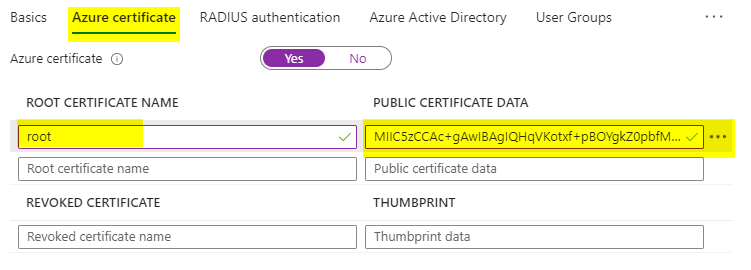 Basics Azure certificate RADIUS authentication Azure Active Directory User Groups ...
Azure certificate Yes No
ROOT CERTIFICATE NAME PUBLIC CERTIFICATE DATA
root MIIC5zCCAc+gAwIBAgIQHqVKotxf+pBOYgkZ0pbfM... ...
Root certificate name Public certificate data
REVOKED CERTIFICATE THUMBPRINT
Revoked certificate name Thumbprint data